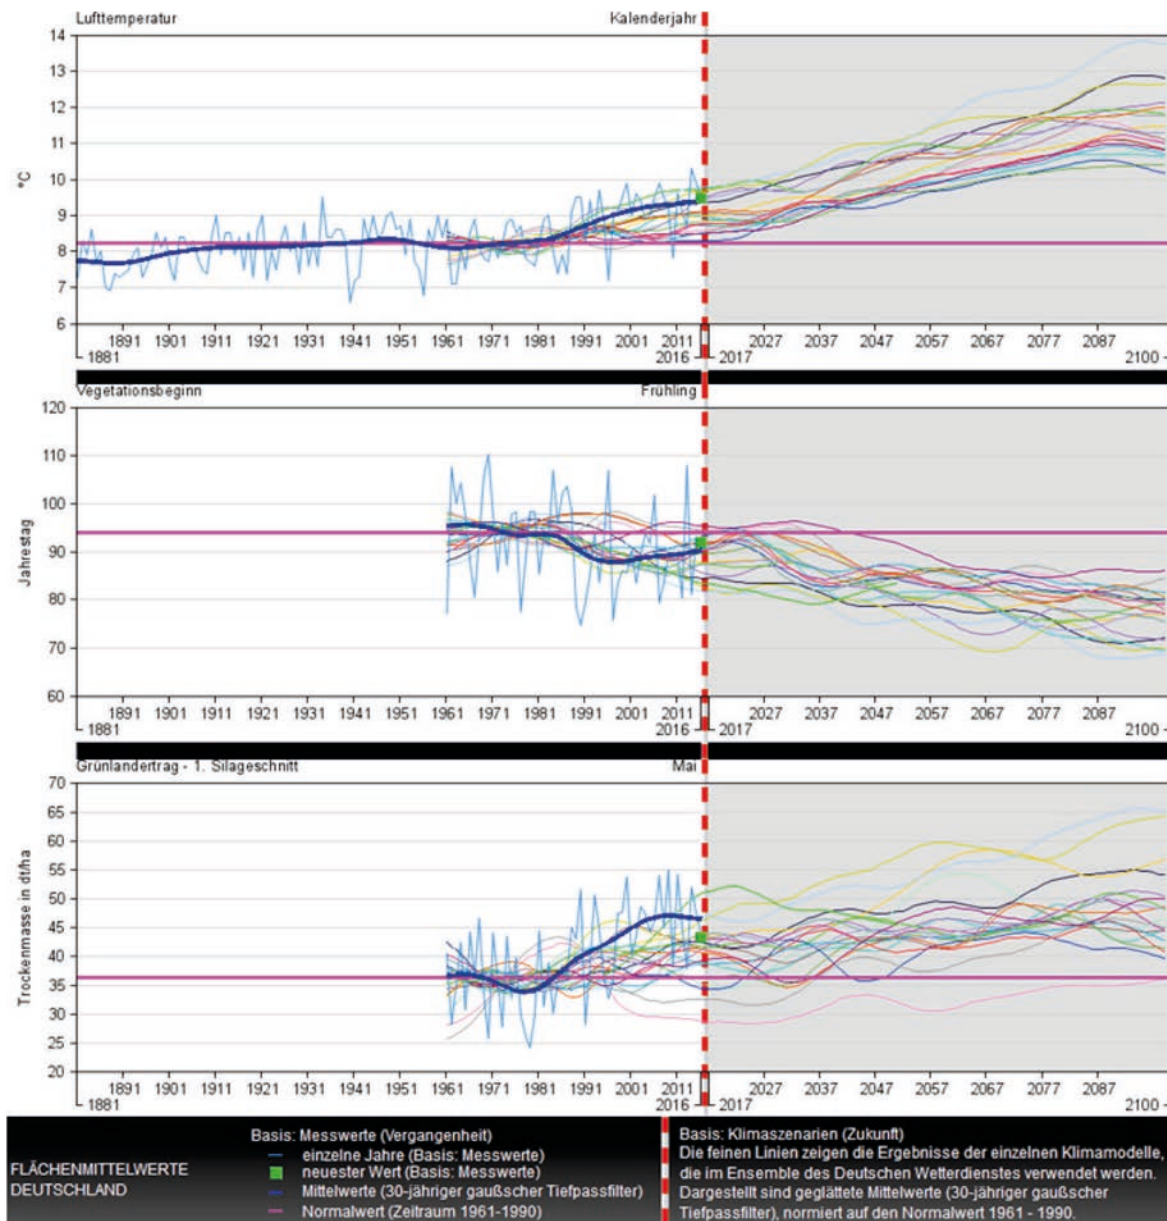 Lufttemperatur Kalenderjahr
14
13
12
11
10
9
8
7
6
°C
1891 1901 1911 1921 1931 1941 1951 1961 1971 1981 1991 2001 2011 2027 2037 2047 2057 2067 2077 2087
1881 2016 2017 2100
Vegetationsbeginn Frühling
120
110
100
90
80
70
60
Jahrestag
1891 1901 1911 1921 1931 1941 1951 1961 1971 1981 1991 2001 2011 2027 2037 2047 2057 2067 2077 2087
1881 2016 2017 2100
Grünlandertrag - 1. Silageschnitt Mai
70
65
60
55
50
45
40
35
30
25
20
Trockenmasse in dt/ha
1891 1901 1911 1921 1931 1941 1951 1961 1971 1981 1991 2001 2011 2027 2037 2047 2057 2067 2077 2087
1881 2016 2017 2100
FLÄCHENMITTELWERTE
DEUTSCHLAND
Basis: Messwerte (Vergangenheit)
einzelne Jahre (Basis: Messwerte)
neuester Wert (Basis: Messwerte)
Mittelwerte (30-jähriger gaußscher Tiefpassfilter)
Normalwert (Zeitraum 1961-1990)
Basis: Klimaszenarien (Zukunft)
Die feinen Linien zeigen die Ergebnisse der einzelnen Klimamodelle,
die im Ensemble des Deutschen Wetterdienstes verwendet werden.
Dargestellt sind geglättete Mittelwerte (30-jähriger gaußscher
Tiefpassfilter), normiert auf den Normalwert 1961 - 1990.